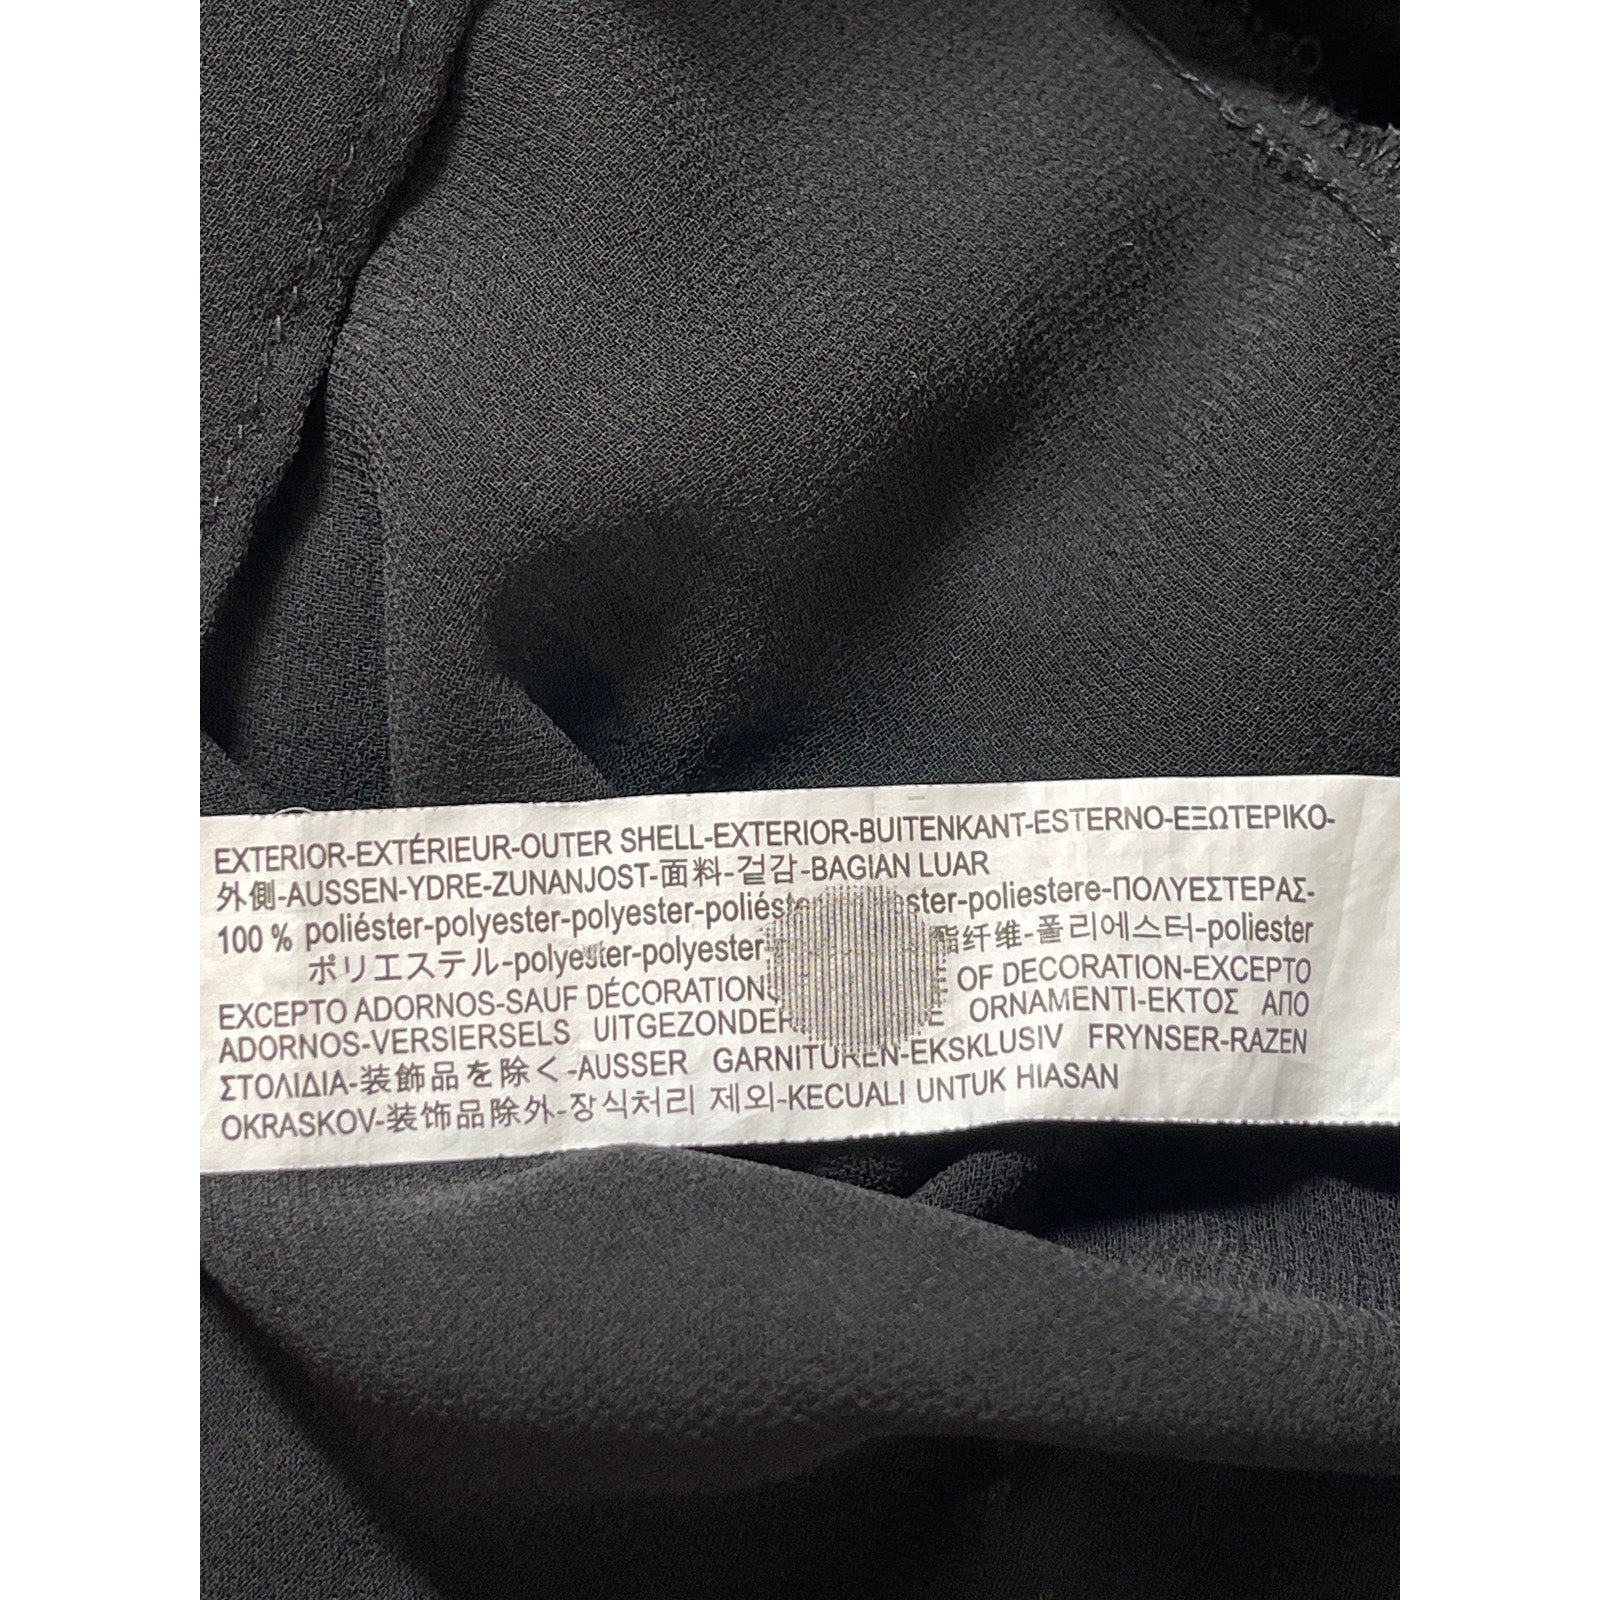 EXTERIOR-EXTÉRIEUR-OUTER SHELL-EXTERIOR-BUITENKANT-ESTERNO-ΕΞΩΤΕΡΙΚΟ-
外側-AUSSEN-YDRE-ZUNANJOST-面料-겉감-BAGIAN LUAR
100 % poliéster-polyester-polyester-poliestere-ΠΟΛΥΕΣΤΕΡΑΣ-
ポリエステル-polyester-polyester 纤维-폴리에스터-poliester
EXCEPTO ADORNOS-SAUF OF DECORATION-EXCEPTO
ADORNOS-VERSIERSELS ORNAMENTI-ΕΚΤΟΣ ΑΠΟ
ΣΤΟΛΙΔΙΑ-装飾品を除く-AUSSER GARNITUREN-EKSKLUSIV FRYNSER-RAZEN
OKRASKOV-装饰品除外-장식처리 제외-KECUALI UNTUK HIASAN